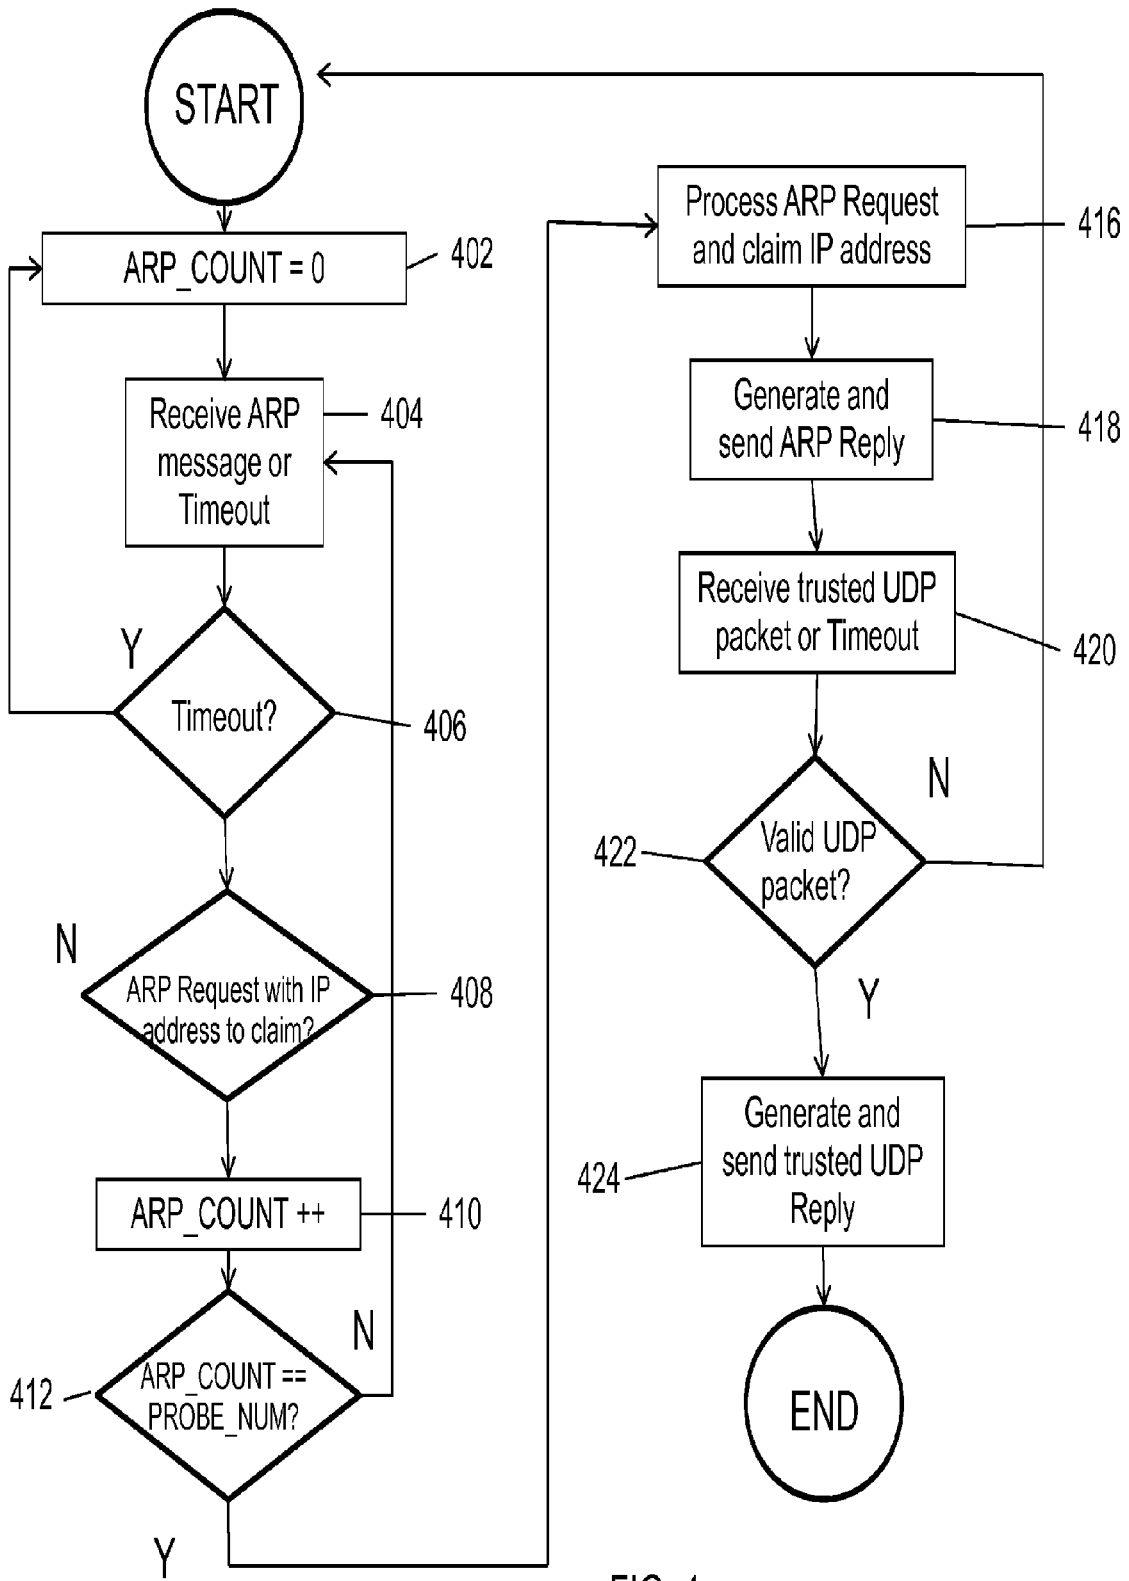 START
ARP_COUNT = 0
402
Receive ARP
message or
Timeout
404
Y
Timeout?
406
N
ARP Request with IP
address to claim?
408
ARP_COUNT ++
410
N
ARP_COUNT ==
PROBE_NUM?
412
Y
Process ARP Request
and claim IP address
416
Generate and
send ARP Reply
418
Receive trusted UDP
packet or Timeout
420
N
Valid UDP
packet?
422
Y
Generate and
send trusted UDP
Reply
424
END